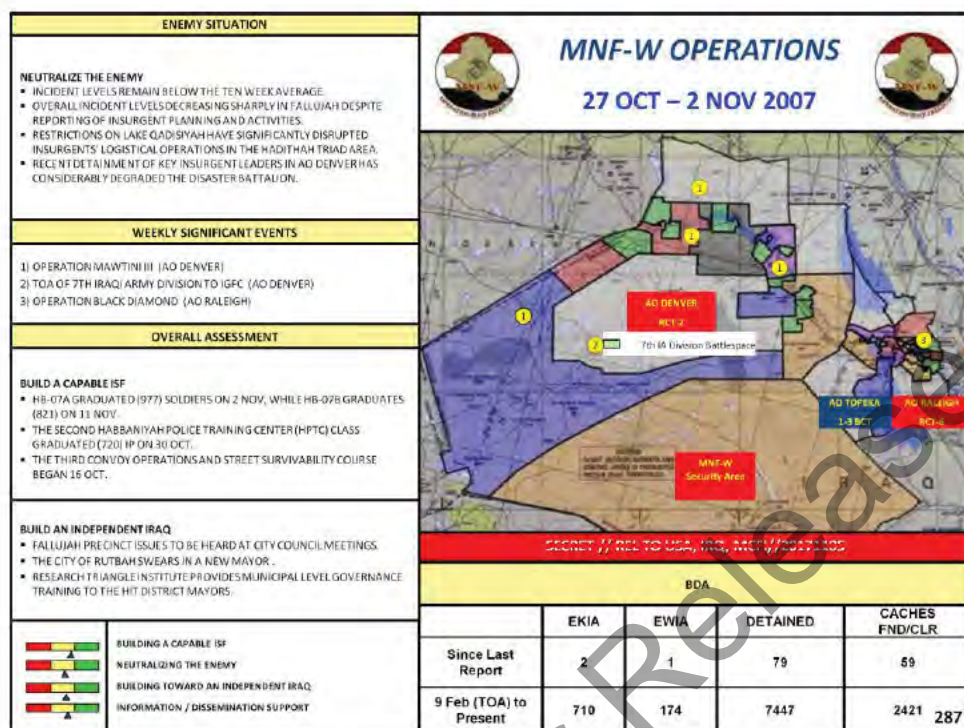 ENEMY SITUATION
NEUTRALIZE THE ENEMY
▪ INCIDENT LEVELS REMAIN BELOW THE TEN WEEK AVERAGE.
▪ OVERALL INCIDENT LEVELS DECREASING SHARPLY IN FALLUJAH DESPITE
REPORTING OF INSURGENT PLANNING AND ACTIVITIES.
▪ RESTRICTIONS ON LAKE QADISIYAH HAVE SIGNIFICANTLY DISRUPTED
INSURGENTS' LOGISTICAL OPERATIONS IN THE HADITHAH TRIAD AREA.
▪ RECENT DETAINMENT OF KEY INSURGENT LEADERS IN AO DENVER HAS
CONSIDERABLY DEGRADED THE DISASTER BATTALION.
WEEKLY SIGNIFICANT EVENTS
1) OPERATION MAWTINI III (AO DENVER)
2) TOA OF 7TH IRAQI ARMY DIVISION TO IGFC (AO DENVER)
3) OPERATION BLACK DIAMOND (AO RALEIGH)
OVERALL ASSESSMENT
BUILD A CAPABLE ISF
▪ HB-07A GRADUATED (977) SOLDIERS ON 2 NOV, WHILE HB-07B GRADUATES
(821) ON 11 NOV.
▪ THE SECOND HABBANIYAH POLICE TRAINING CENTER (HPTC) CLASS
GRADUATED (720) IP ON 30 OCT.
▪ THE THIRD CONVOY OPERATIONS AND STREET SURVIVABILITY COURSE
BEGAN 16 OCT.
BUILD AN INDEPENDENT IRAQ
▪ FALLUJAH PRECINCT ISSUES TO BE HEARD AT CITY COUNCIL MEETINGS.
▪ THE CITY OF RUTBAH SWEARS IN A NEW MAYOR.
▪ RESEARCH TRIANGLE INSTITUTE PROVIDES MUNICIPAL LEVEL GOVERNANCE
TRAINING TO THE HIT DISTRICT MAYORS.
BUILDING A CAPABLE ISF
NEUTRALIZING THE ENEMY
BUILDING TOWARD AN INDEPENDENT IRAQ
INFORMATION / DISSEMINATION SUPPORT
MNF-W OPERATIONS
27 OCT – 2 NOV 2007
MNF-W
MNF-W
1
1
1
1
AO DENVER
RCT-2
2
7th IA Division Battlespace
3
AO TOPEKA
1-3 BCT
AO RALEIGH
RCT-6
MNF-W
Security Area
R A Q
SECRET // REL TO USA, IRQ, MCFI//20171105
BDA
EKIA EWIA DETAINED CACHES
FND/CLR
Since Last
Report 2 1 79 59
9 Feb (TOA) to
Present 710 174 7447 2421
287
Release